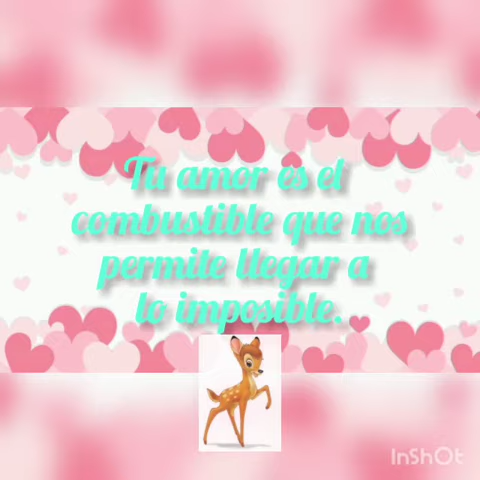 Tu amor es el
combustible que nos
permite llegar a
lo imposible.
InShOt